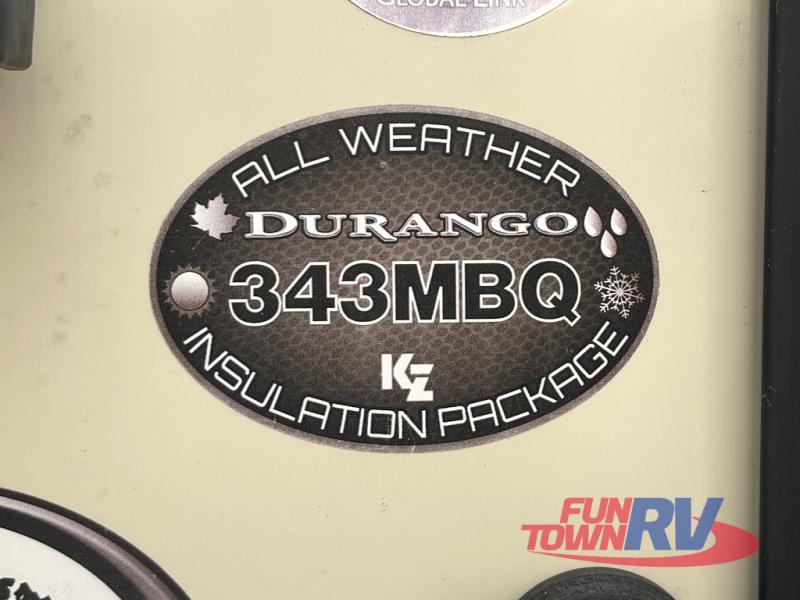 GLOBAL LINK
ALL WEATHER
DURANGO
343MBQ
KZ
INSULATION PACKAGE
FUN
TOWN RV